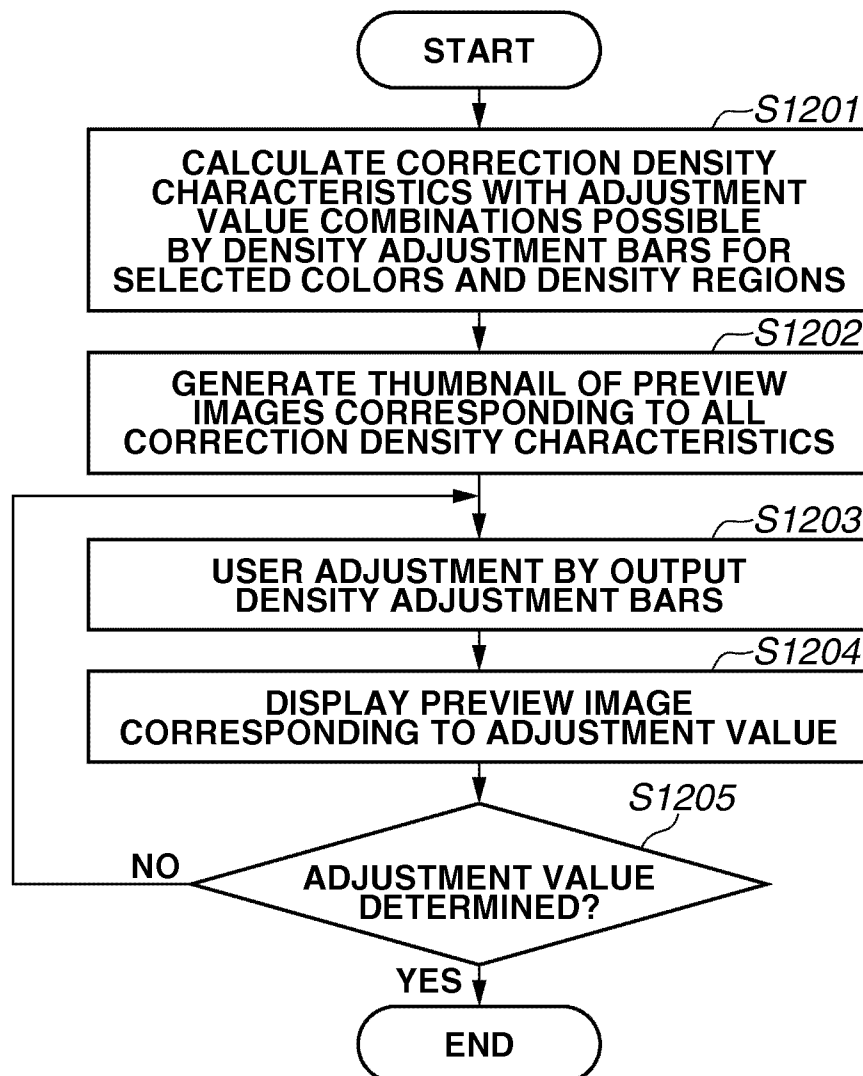 START
S1201
CALCULATE CORRECTION DENSITY
CHARACTERISTICS WITH ADJUSTMENT
VALUE COMBINATIONS POSSIBLE
BY DENSITY ADJUSTMENT BARS FOR
SELECTED COLORS AND DENSITY REGIONS
S1202
GENERATE THUMBNAIL OF PREVIEW
IMAGES CORRESPONDING TO ALL
CORRECTION DENSITY CHARACTERISTICS
S1203
USER ADJUSTMENT BY OUTPUT
DENSITY ADJUSTMENT BARS
S1204
DISPLAY PREVIEW IMAGE
CORRESPONDING TO ADJUSTMENT VALUE
S1205
NO
ADJUSTMENT VALUE
DETERMINED?
YES
END